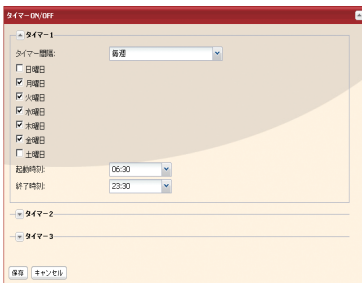 タイマーON/OFF
タイマー1
タイマー間隔: 毎週
日曜日
月曜日
火曜日
水曜日
木曜日
金曜日
土曜日
起動時刻: 06:30
終了時刻: 23:30
タイマー2
タイマー3
保存 キャンセル